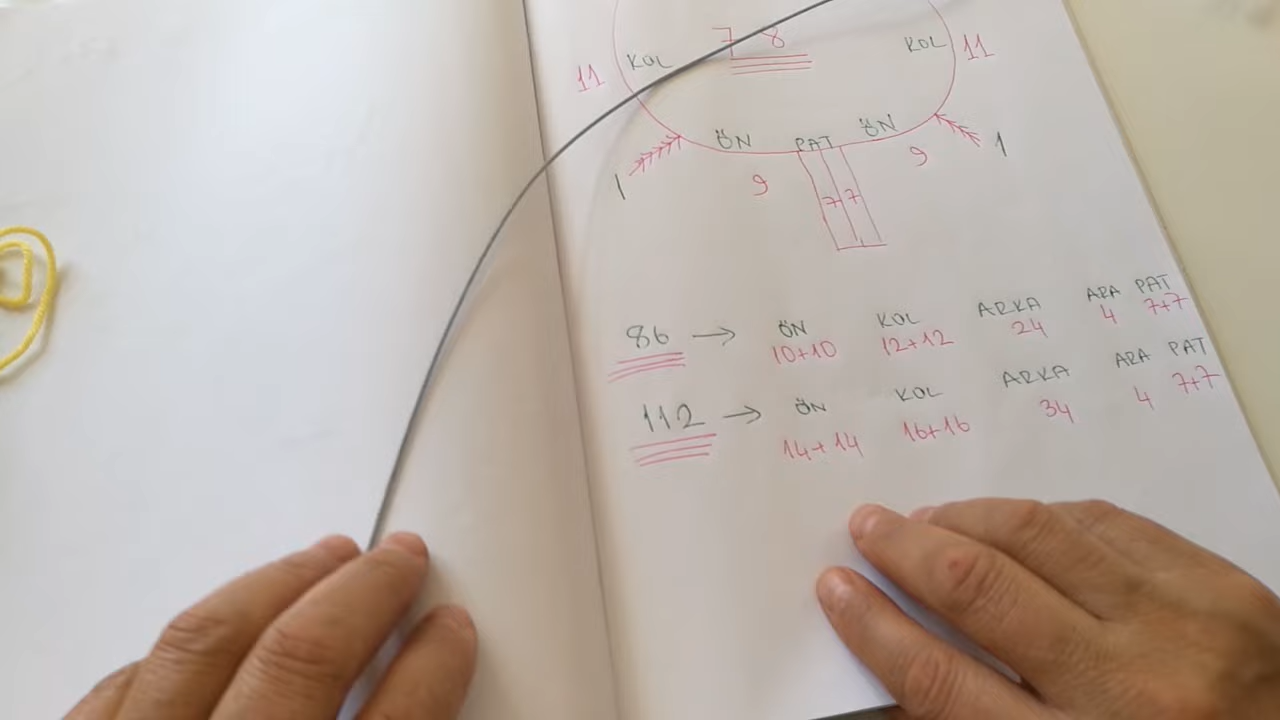 7 8
11 KOL KOL 11
ÖN PAT ÖN
1 9 7 7 9 1
86 → ÖN KOL ARKA ARA PAT
10+10 12+12 24 4 7+7
112 → ÖN KOL ARKA ARA PAT
14+14 16+16 34 4 7+7